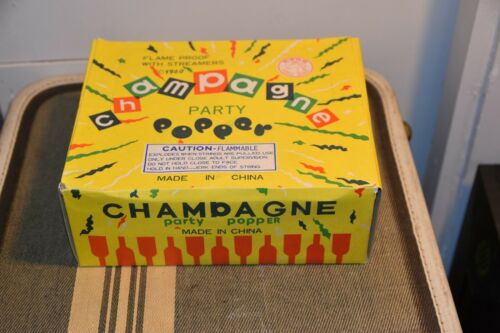 FLAME PROOF
WITH STREAMERS
champagne
PARTY
popper
CAUTION-FLAMMABLE
EXPLODES WHEN STRINGS ARE PULLED. USE
ONLY UNDER CLOSE ADULT SUPERVISION
DO NOT HOLD CLOSE TO FACE.
HOLD IN HAND-JERK ENDS OF STRING.
MADE IN CHINA
CHAMPAGNE
party poppER
MADE IN CHINA